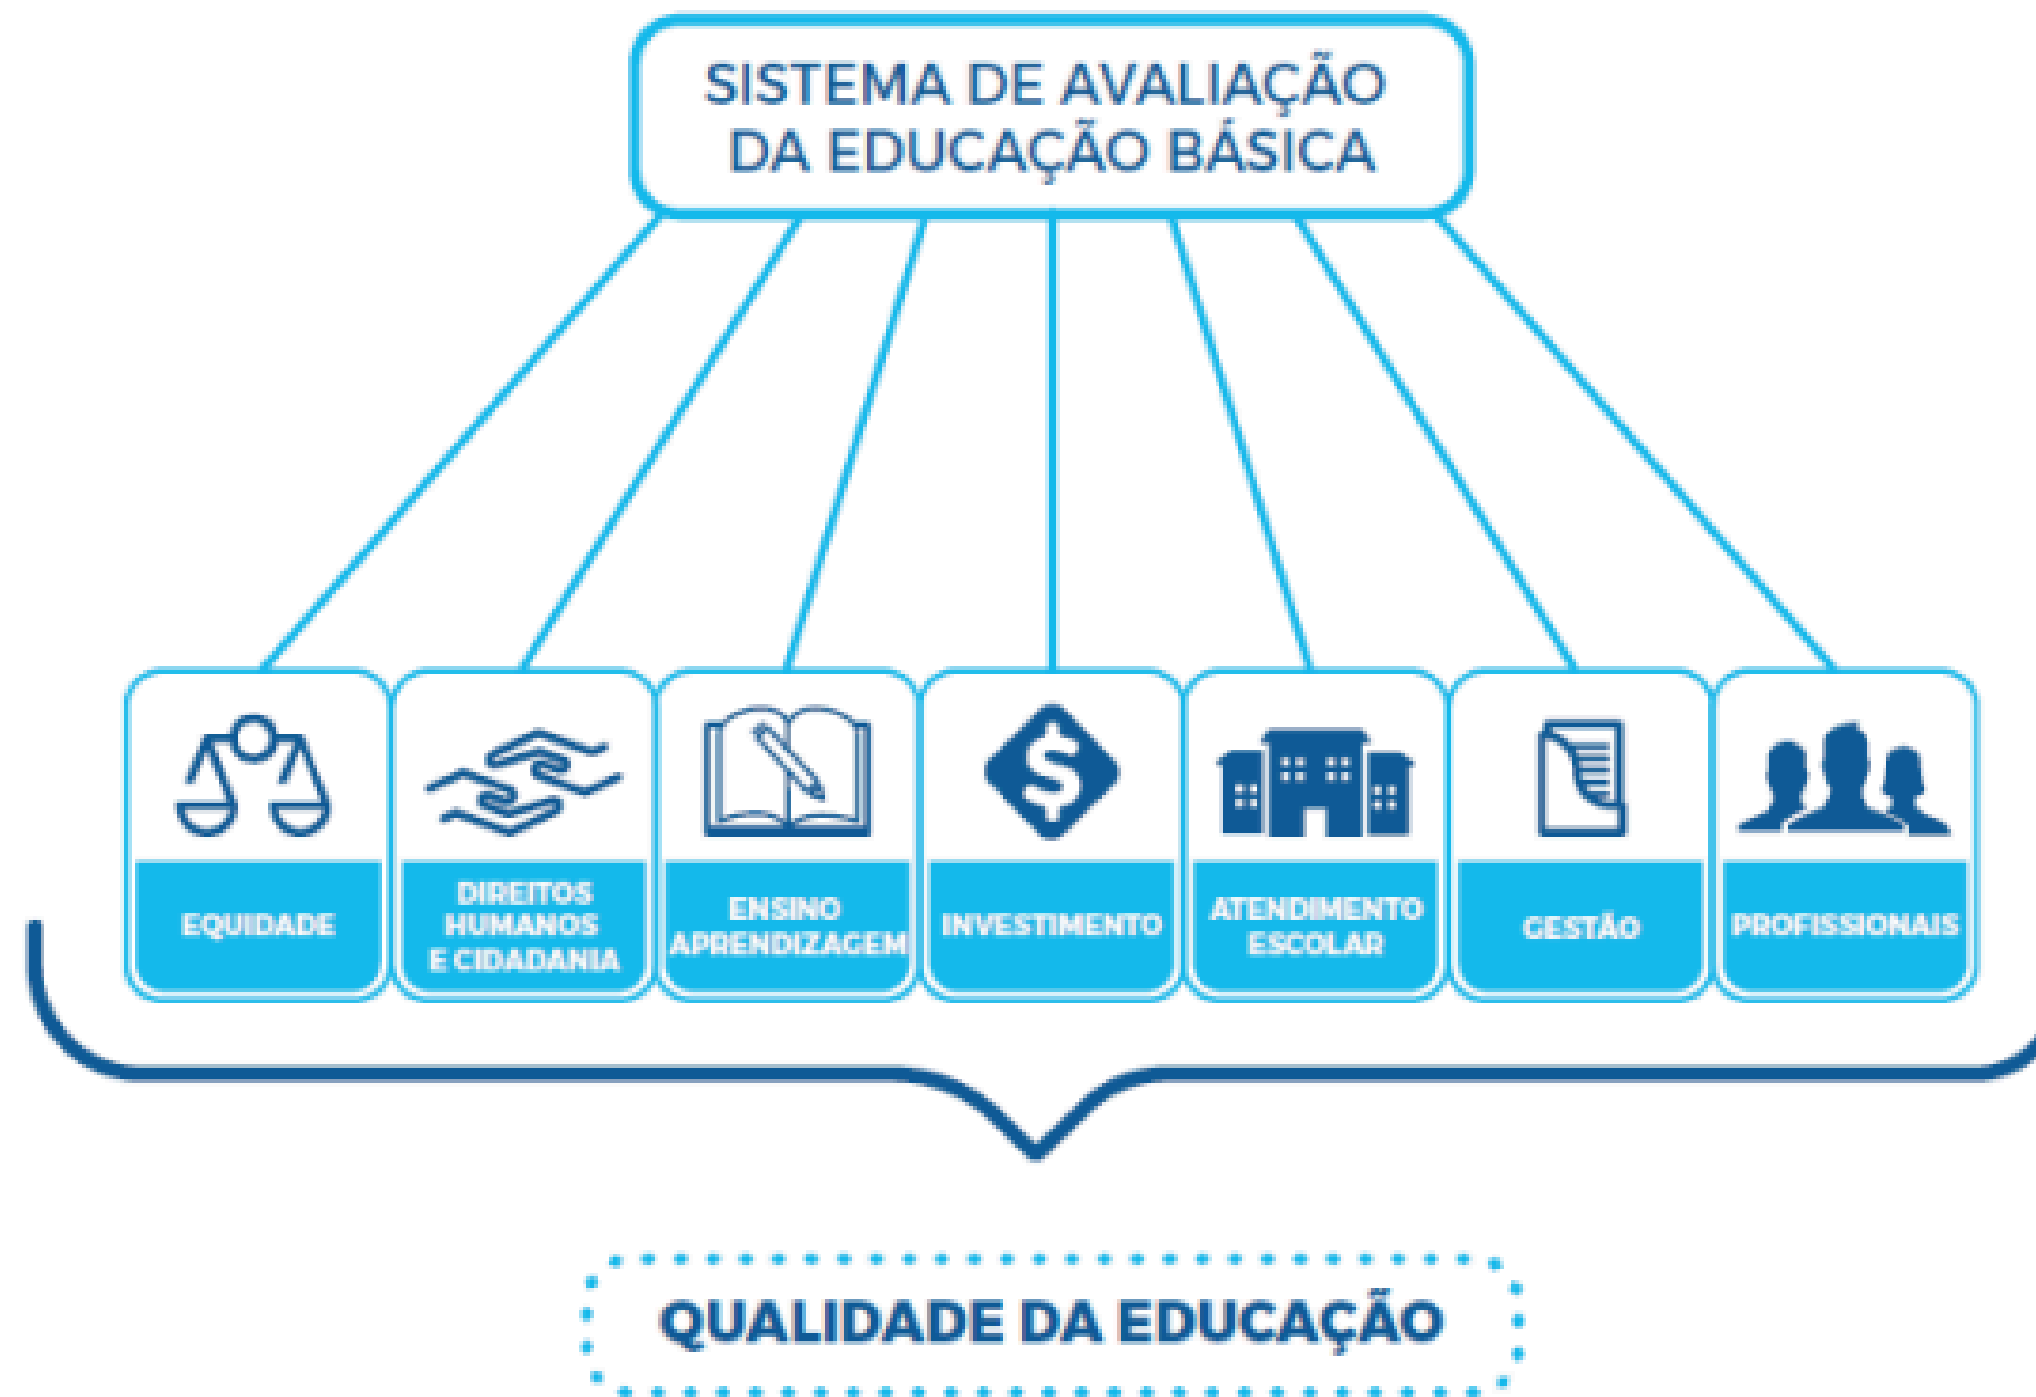 SISTEMA DE AVALIAÇÃO
DA EDUCAÇÃO BÁSICA
EQUIDADE
DIREITOS
HUMANOS
E CIDADANIA
ENSINO
APRENDIZAGEM
INVESTIMENTO
ATENDIMENTO
ESCOLAR
GESTÃO
PROFISSIONAIS
QUALIDADE DA EDUCAÇÃO